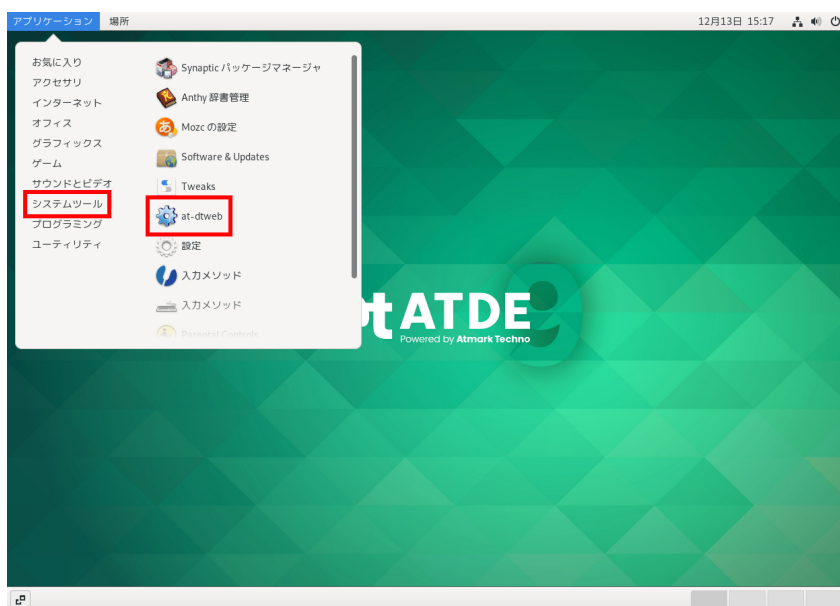 アプリケーション 場所 12月13日 15:17
お気に入り
アクセサリ
インターネット
オフィス
グラフィックス
ゲーム
サウンドとビデオ
システムツール
プログラミング
ユーティリティ
Synaptic パッケージマネージャ
Anthy 辞書管理
Mozc の設定
Software & Updates
Tweaks
at-dtweb
設定
入力メソッド
入力メソッド
Parental Controls
ATDE
9
Powered by Atmark Techno